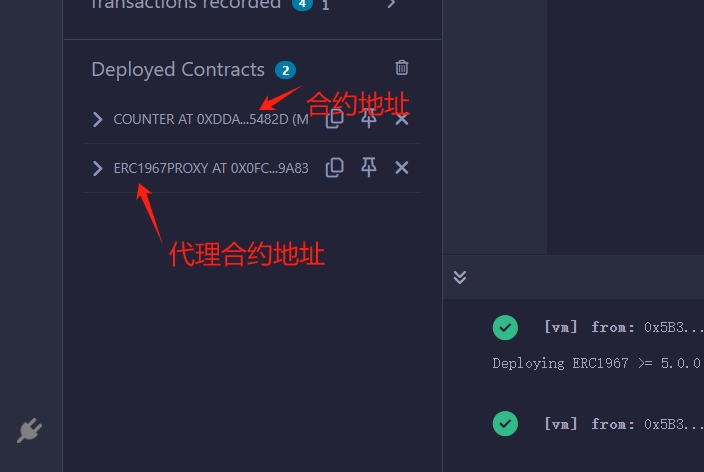 Transactions recorded 4 i
Deployed Contracts 2
合约地址
COUNTER AT 0XDDA...5482D (M
ERC1967PROXY AT 0X0FC...9A83
代理合约地址
[vm] from: 0x5B3...
Deploying ERC1967 >= 5.0.0
[vm] from: 0x5B3...